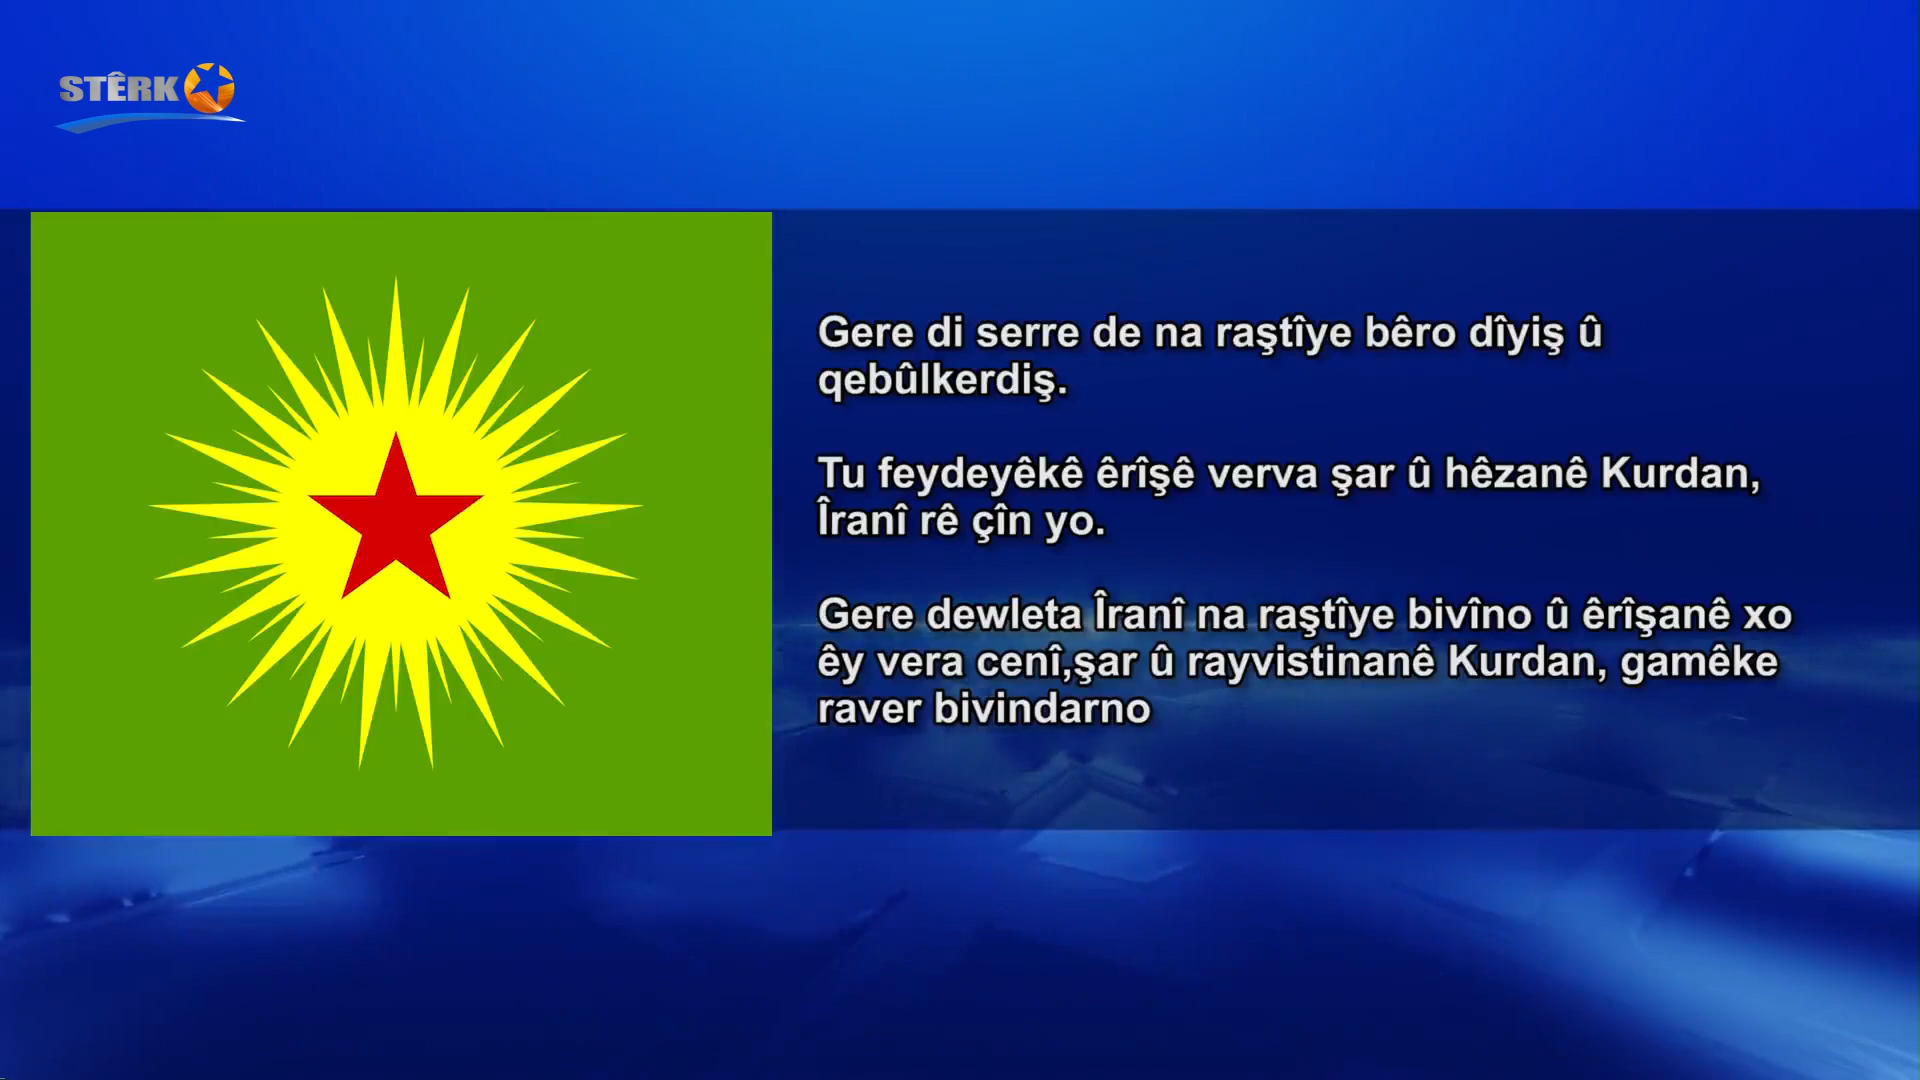 STÊRK
Gere di serre de na raştîye bêro dîyiş û
qebûlkerdiş.
Tu feydeyêkê êrîşê verva şar û hêzanê Kurdan,
Îranî rê çîn yo.
Gere dewleta Îranî na raştîye bivîno û êrîşanê xo
êy vera cenî,şar û rayvistinanê Kurdan, gamêke
raver bivindarno